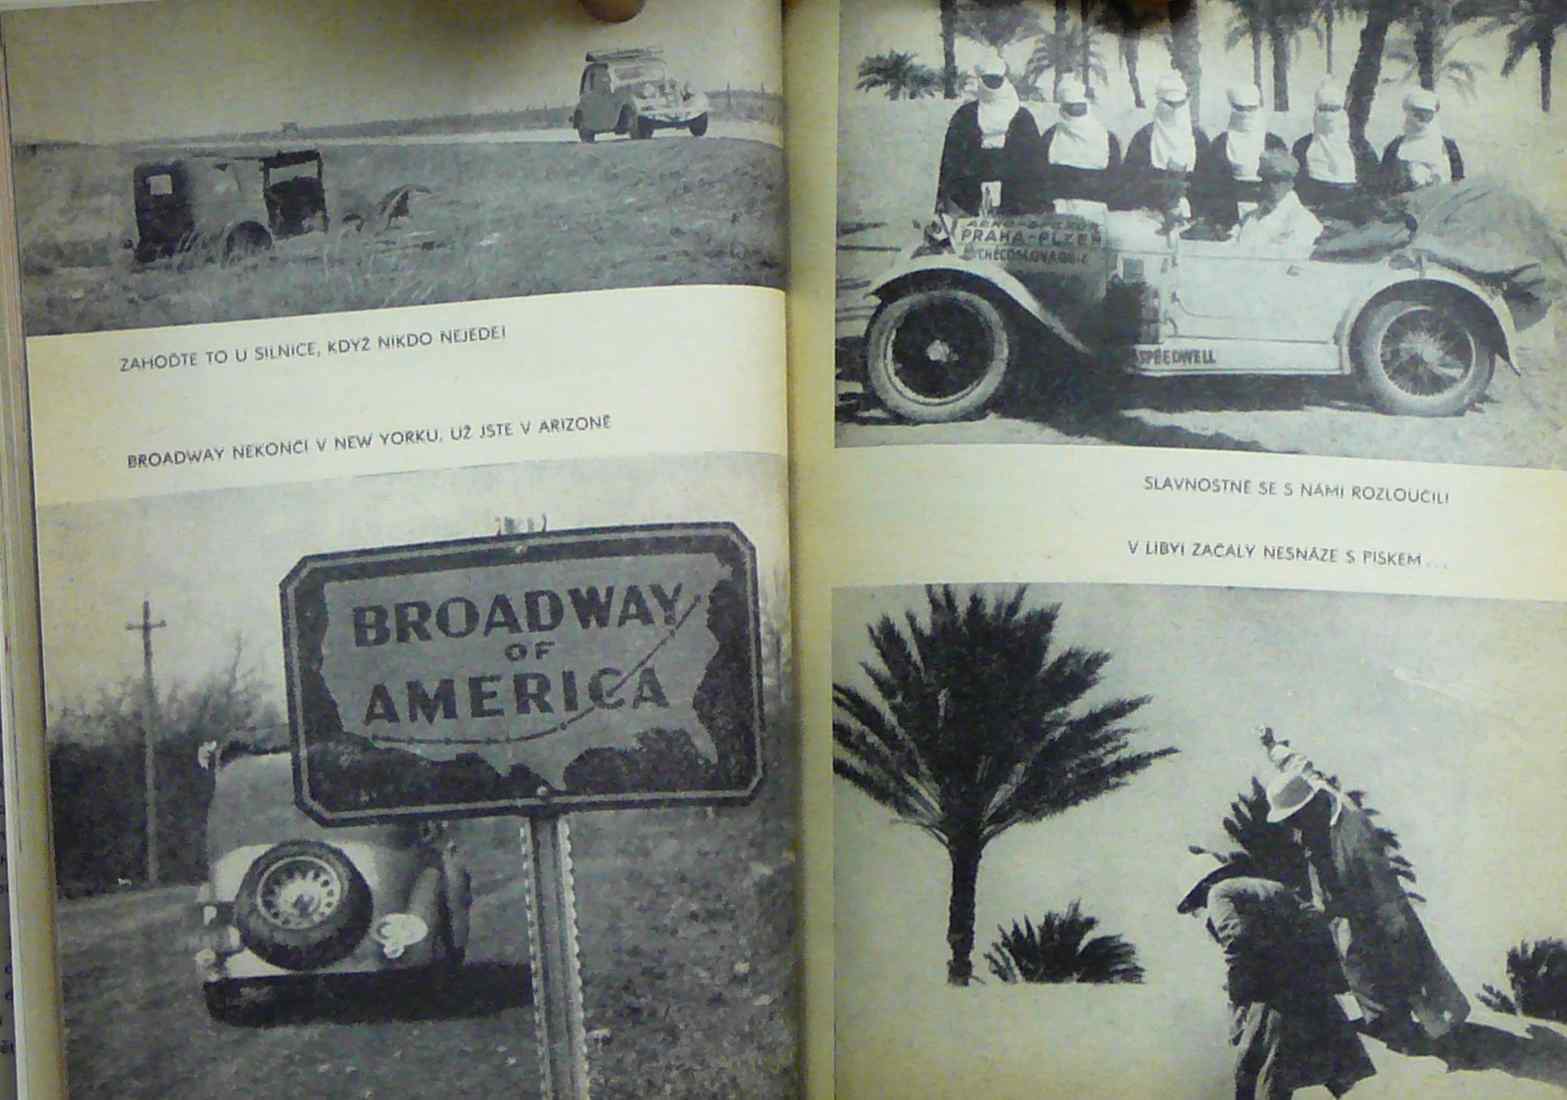 ZAHOĎTE TO U SILNICE, KDYŽ NIKDO NEJEDE!
BROADWAY NEKONČÍ V NEW YORKU, UŽ JSTE V ARIZONĚ
BROADWAY
OF
AMERICA
PRAHA-PLZEŇ
SPEEDWELL
SLAVNOSTNĚ SE S NÁMI ROZLOUČILI
V LIBYI ZAČALY NESNÁZE S PÍSKEM...